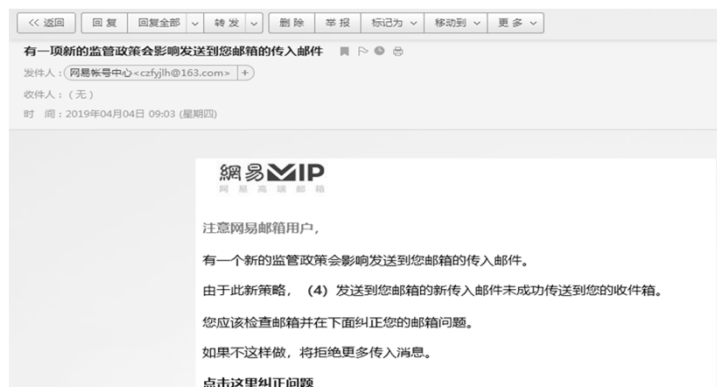 << 返回 回复 回复全部 转发 删除 举报 标记为 移动到 更多
有一项新的监管政策会影响发送到您邮箱的传入邮件
发件人：网易帐号中心<czfyjlh@163.com> +
收件人：（无）
时 间：2019年04月04日 09:03 (星期四)
網易VIP
网易高端邮箱
注意网易邮箱用户，
有一个新的监管政策会影响发送到您邮箱的传入邮件。
由于此新策略，（4）发送到您邮箱的新传入邮件未成功传送到您的收件箱。
您应该检查邮箱并在下面纠正您的邮箱问题。
如果不这样做，将拒绝更多传入消息。
点击这里纠正问题